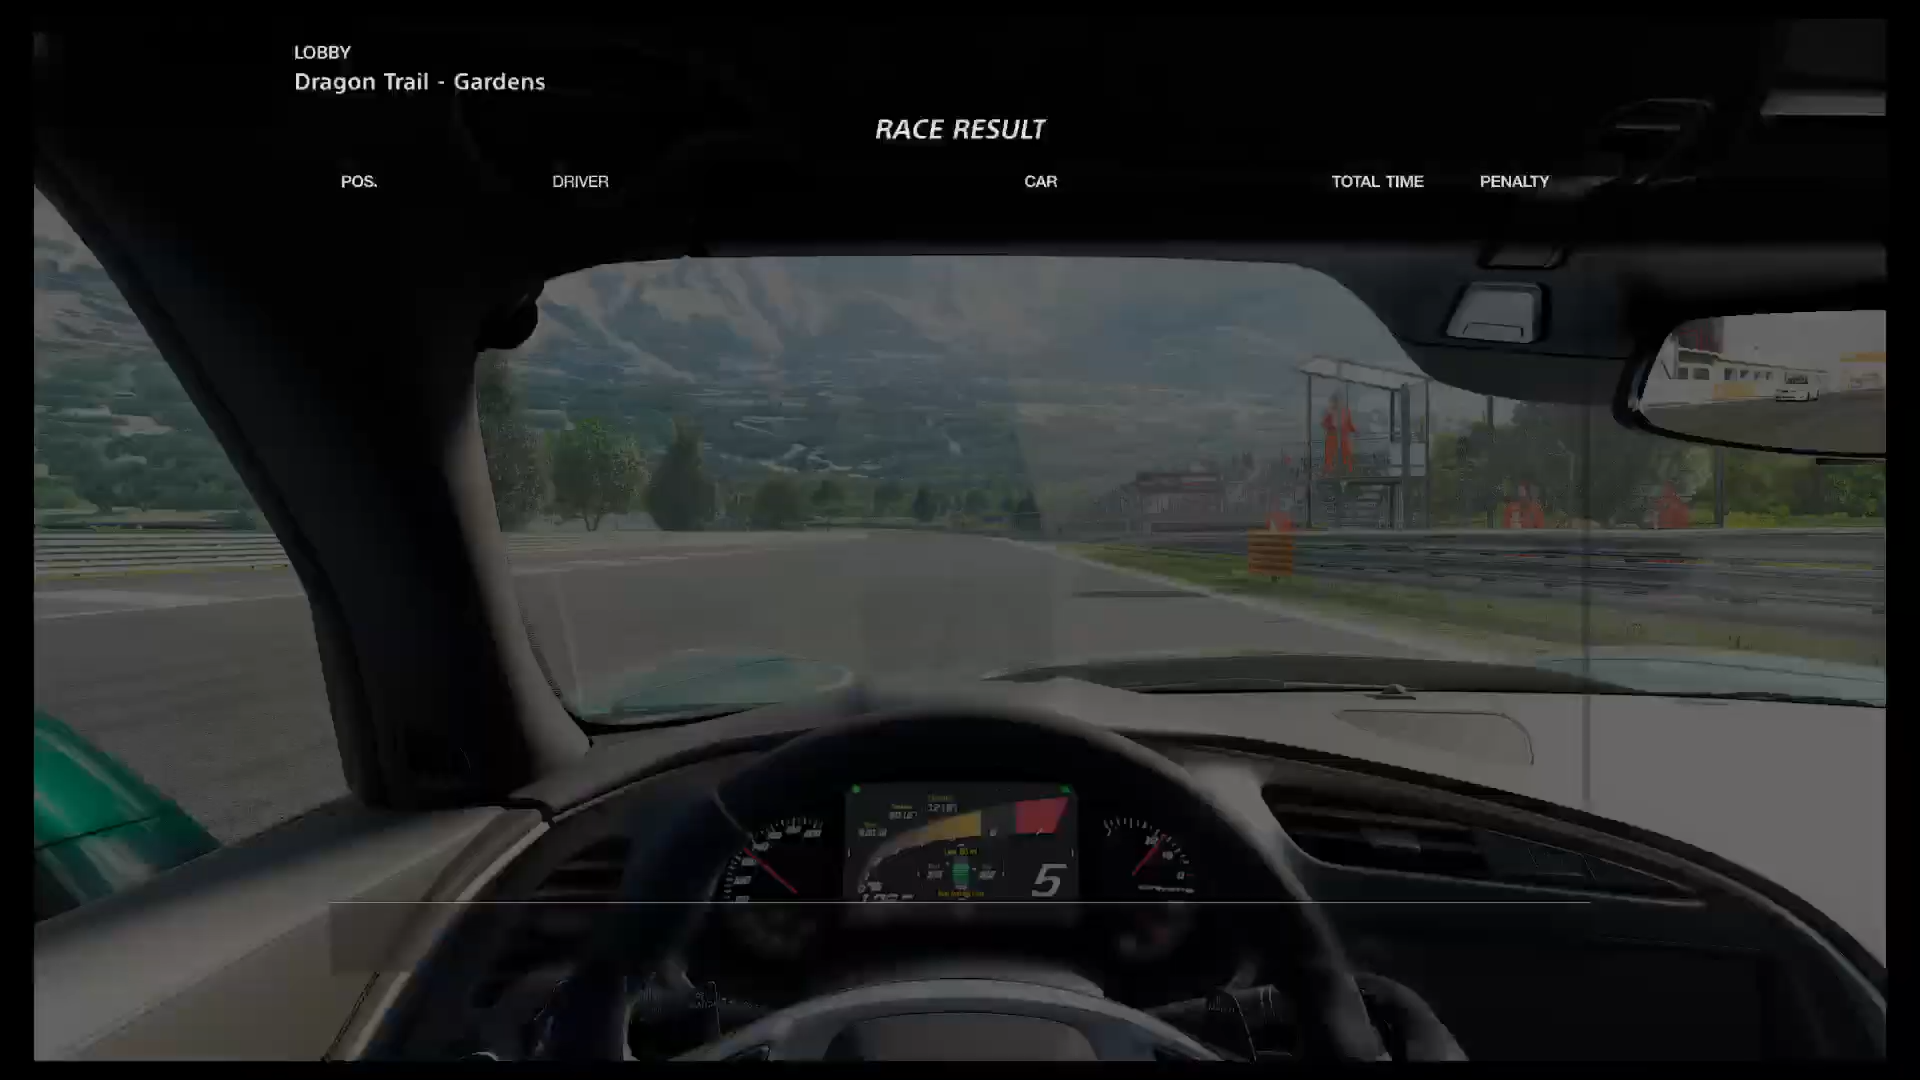 LOBBY
Dragon Trail - Gardens
RACE RESULT
POS. DRIVER CAR TOTAL TIME PENALTY
5